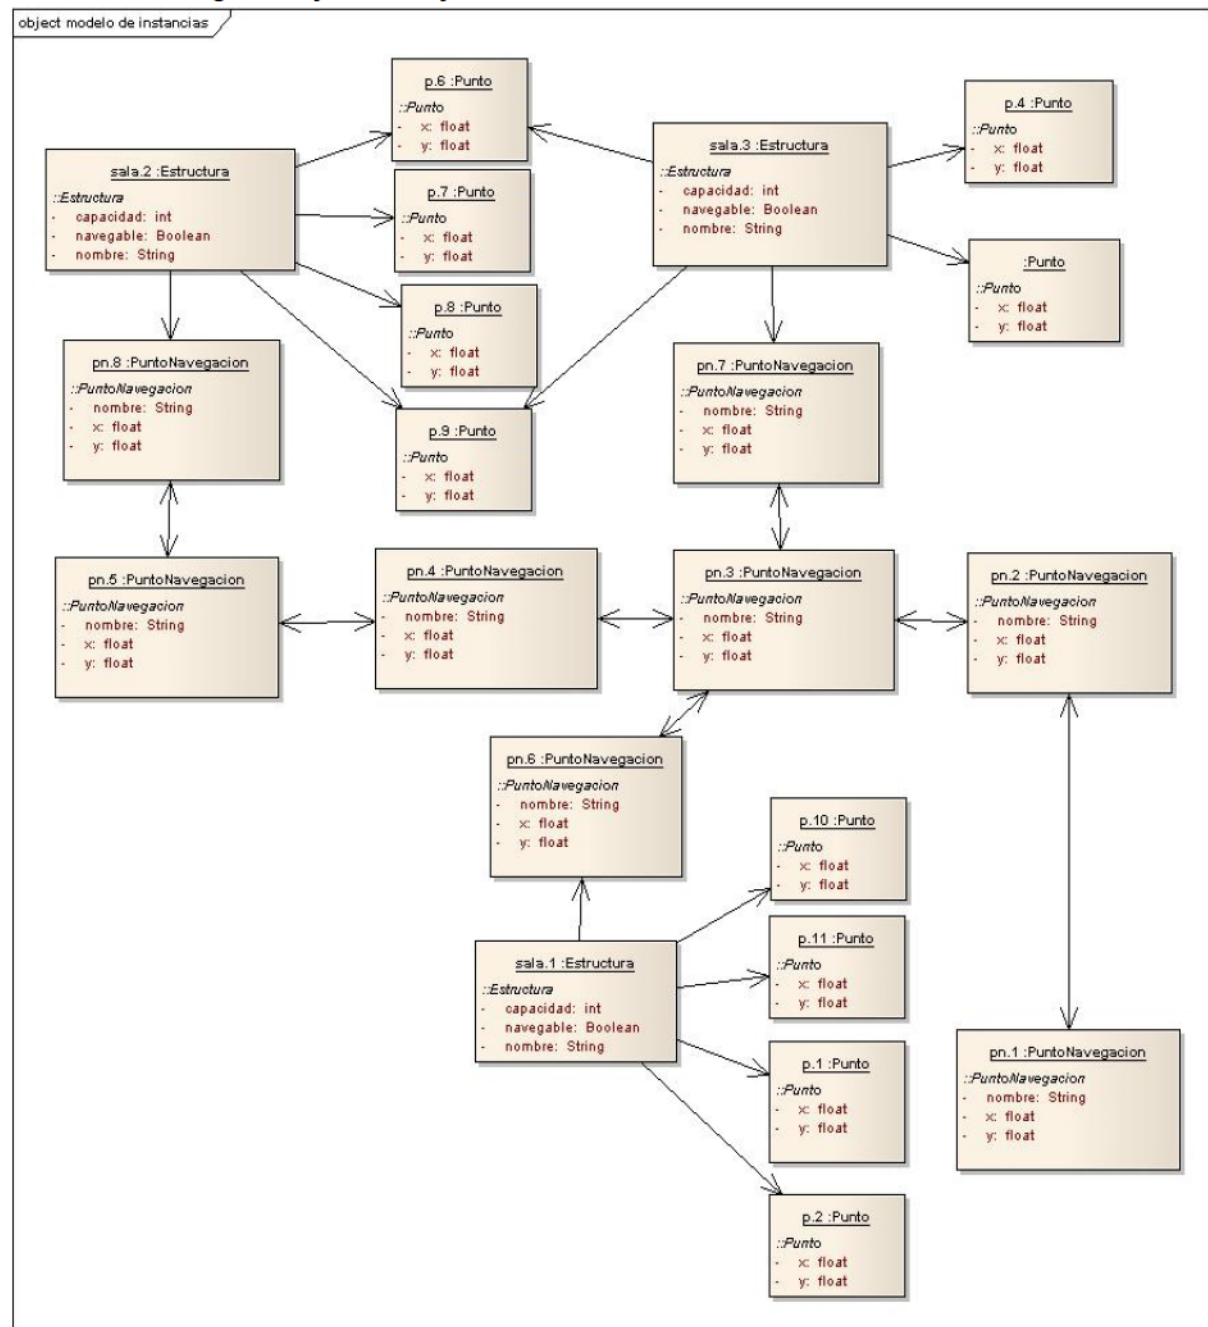 object modelo de instancias
p.6 :Punto
::Punto
- x: float
- y: float
p.4 :Punto
::Punto
- x: float
- y: float
sala.2 :Estructura
::Estructura
- capacidad: int
- navegable: Boolean
- nombre: String
sala.3 :Estructura
::Estructura
- capacidad: int
- navegable: Boolean
- nombre: String
p.7 :Punto
::Punto
- x: float
- y: float
:Punto
::Punto
- x: float
- y: float
p.8 :Punto
::Punto
- x: float
- y: float
pn.8 :PuntoNavegacion
::PuntoNavegacion
- nombre: String
- x: float
- y: float
pn.7 :PuntoNavegacion
::PuntoNavegacion
- nombre: String
- x: float
- y: float
p.9 :Punto
::Punto
- x: float
- y: float
pn.5 :PuntoNavegacion
::PuntoNavegacion
- nombre: String
- x: float
- y: float
pn.4 :PuntoNavegacion
::PuntoNavegacion
- nombre: String
- x: float
- y: float
pn.3 :PuntoNavegacion
::PuntoNavegacion
- nombre: String
- x: float
- y: float
pn.2 :PuntoNavegacion
::PuntoNavegacion
- nombre: String
- x: float
- y: float
pn.6 :PuntoNavegacion
::PuntoNavegacion
- nombre: String
- x: float
- y: float
p.10 :Punto
::Punto
- x: float
- y: float
p.11 :Punto
::Punto
- x: float
- y: float
sala.1 :Estructura
::Estructura
- capacidad: int
- navegable: Boolean
- nombre: String
p.1 :Punto
::Punto
- x: float
- y: float
pn.1 :PuntoNavegacion
::PuntoNavegacion
- nombre: String
- x: float
- y: float
p.2 :Punto
::Punto
- x: float
- y: float